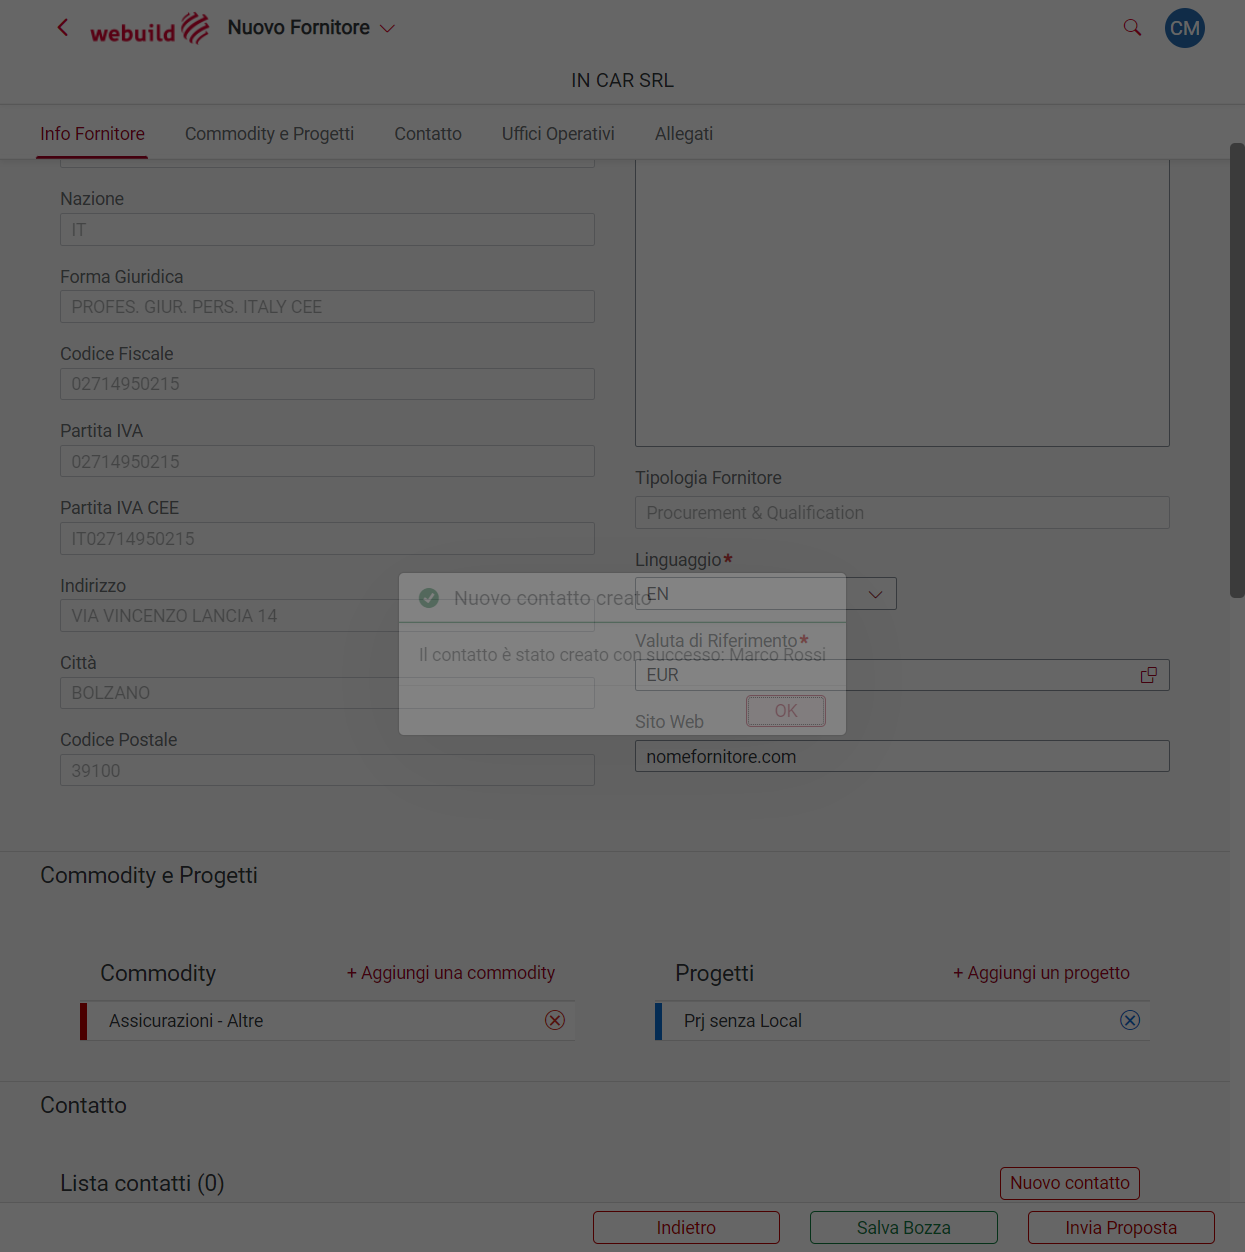 webuild
Nuovo Fornitore
CM
IN CAR SRL
Info Fornitore
Commodity e Progetti
Contatto
Uffici Operativi
Allegati
Nazione
IT
Forma Giuridica
PROFES. GIUR. PERS. ITALY CEE
Codice Fiscale
02714950215
Partita IVA
02714950215
Partita IVA CEE
IT02714950215
Indirizzo
VIA VINCENZO LANCIA 14
Città
BOLZANO
Codice Postale
39100
Tipologia Fornitore
Procurement & Qualification
Linguaggio*
EN
Valuta di Riferimento*
EUR
Sito Web
nomefornitore.com
Nuovo contatto creato
Il contatto è stato creato con successo: Marco Rossi
OK
Commodity e Progetti
Commodity
+ Aggiungi una commodity
Assicurazioni - Altre
Progetti
+ Aggiungi un progetto
Prj senza Local
Contatto
Lista contatti (0)
Nuovo contatto
Indietro
Salva Bozza
Invia Proposta